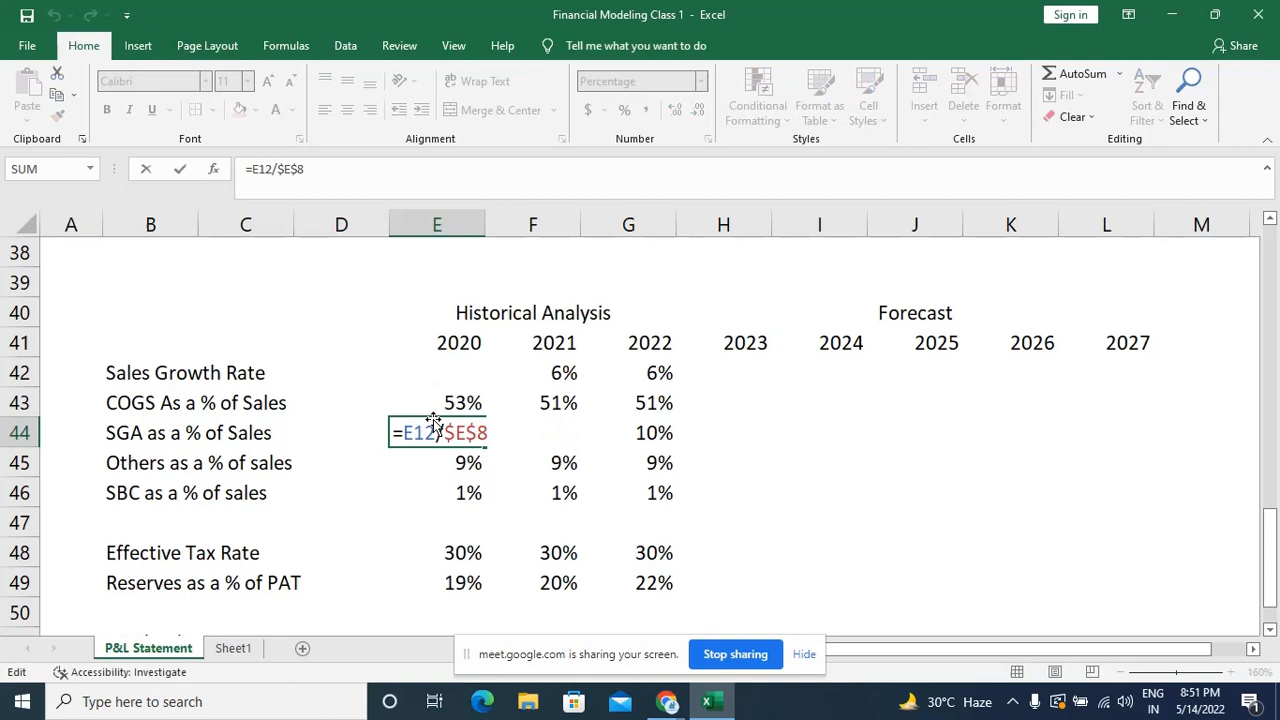 Financial Modeling Class 1 - Excel
Sign in
File Home Insert Page Layout Formulas Data Review View Help Tell me what you want to do Share
Paste
Clipboard
Calibri 11
B I U
Font
Wrap Text
Merge & Center
Alignment
Percentage
$ % ,
Number
Conditional Formatting
Format as Table
Cell Styles
Styles
Insert Delete Format
Cells
AutoSum
Fill
Clear
Sort & Filter
Find & Select
Editing
SUM fx =E12/$E$8
A B C D E F G H I J K L M
38
39
40 Historical Analysis Forecast
41 2020 2021 2022 2023 2024 2025 2026 2027
42 Sales Growth Rate 6% 6%
43 COGS As a % of Sales 53% 51% 51%
44 SGA as a % of Sales =E12/$E$8 10%
45 Others as a % of sales 9% 9% 9%
46 SBC as a % of sales 1% 1% 1%
47
48 Effective Tax Rate 30% 30% 30%
49 Reserves as a % of PAT 19% 20% 22%
50
P&L Statement Sheet1
meet.google.com is sharing your screen. Stop sharing Hide
Edit Accessibility: Investigate 160%
Type here to search 30°C Haze ENG IN 8:51 PM 5/14/2022 1